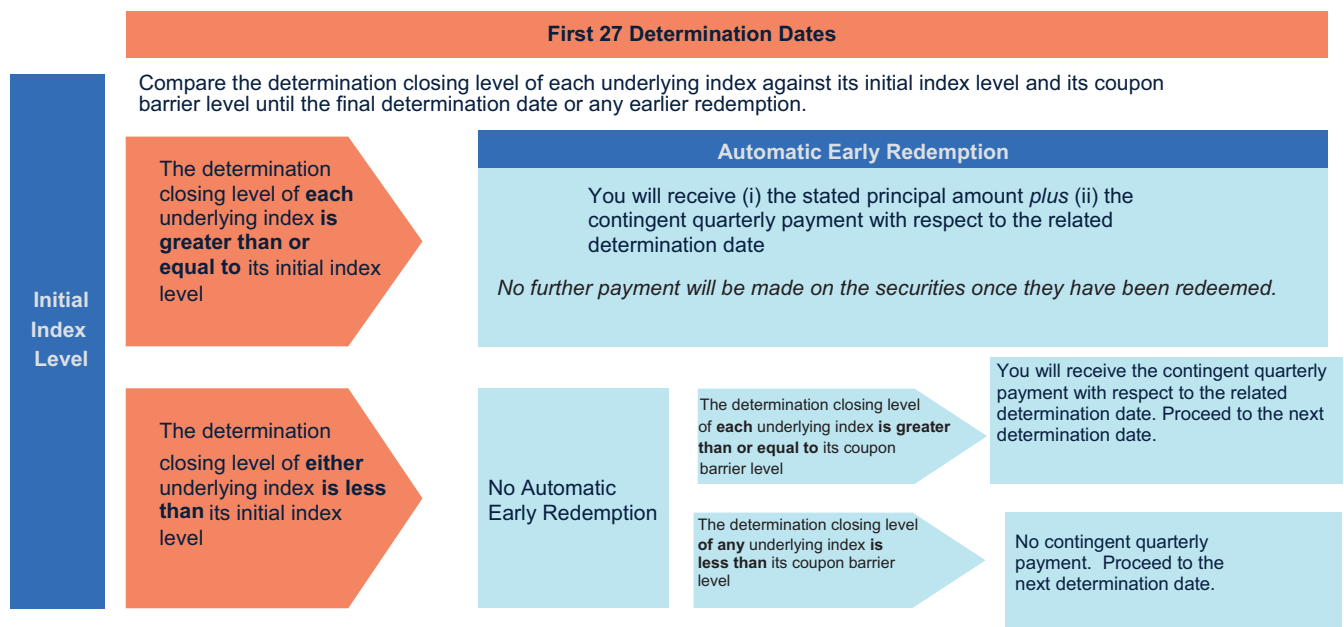 First 27 Determination Dates
Compare the determination closing level of each underlying index against its initial index level and its coupon
barrier level until the final determination date or any earlier redemption.
Initial
Index
Level
The determination
closing level of each
underlying index is
greater than or
equal to its initial index
level
Automatic Early Redemption
You will receive (i) the stated principal amount plus (ii) the
contingent quarterly payment with respect to the related
determination date
No further payment will be made on the securities once they have been redeemed.
The determination
closing level of either
underlying index is less
than its initial index
level
No Automatic
Early Redemption
The determination closing level
of each underlying index is greater
than or equal to its coupon
barrier level
You will receive the contingent quarterly
payment with respect to the related
determination date. Proceed to the next
determination date.
The determination closing level
of any underlying index is
less than its coupon barrier
level
No contingent quarterly
payment. Proceed to the
next determination date.